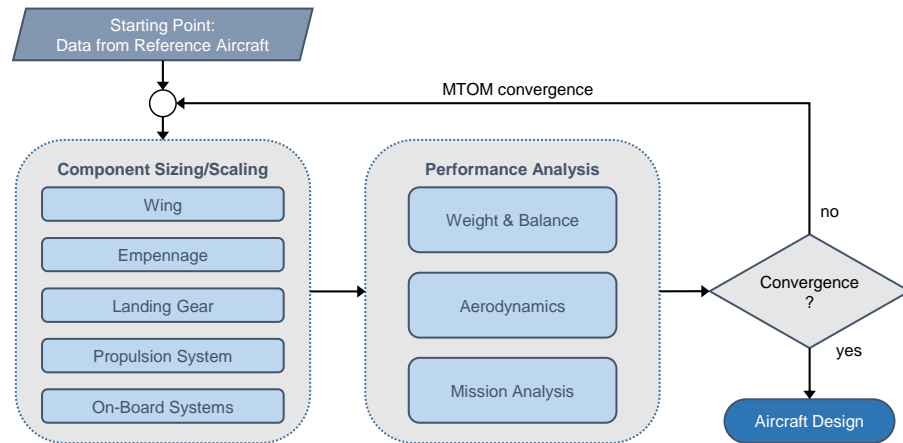 Starting Point:
Data from Reference Aircraft
MTOM convergence
Component Sizing/Scaling
Wing
Empennage
Landing Gear
Propulsion System
On-Board Systems
Performance Analysis
Weight & Balance
Aerodynamics
Mission Analysis
no
Convergence
?
yes
Aircraft Design